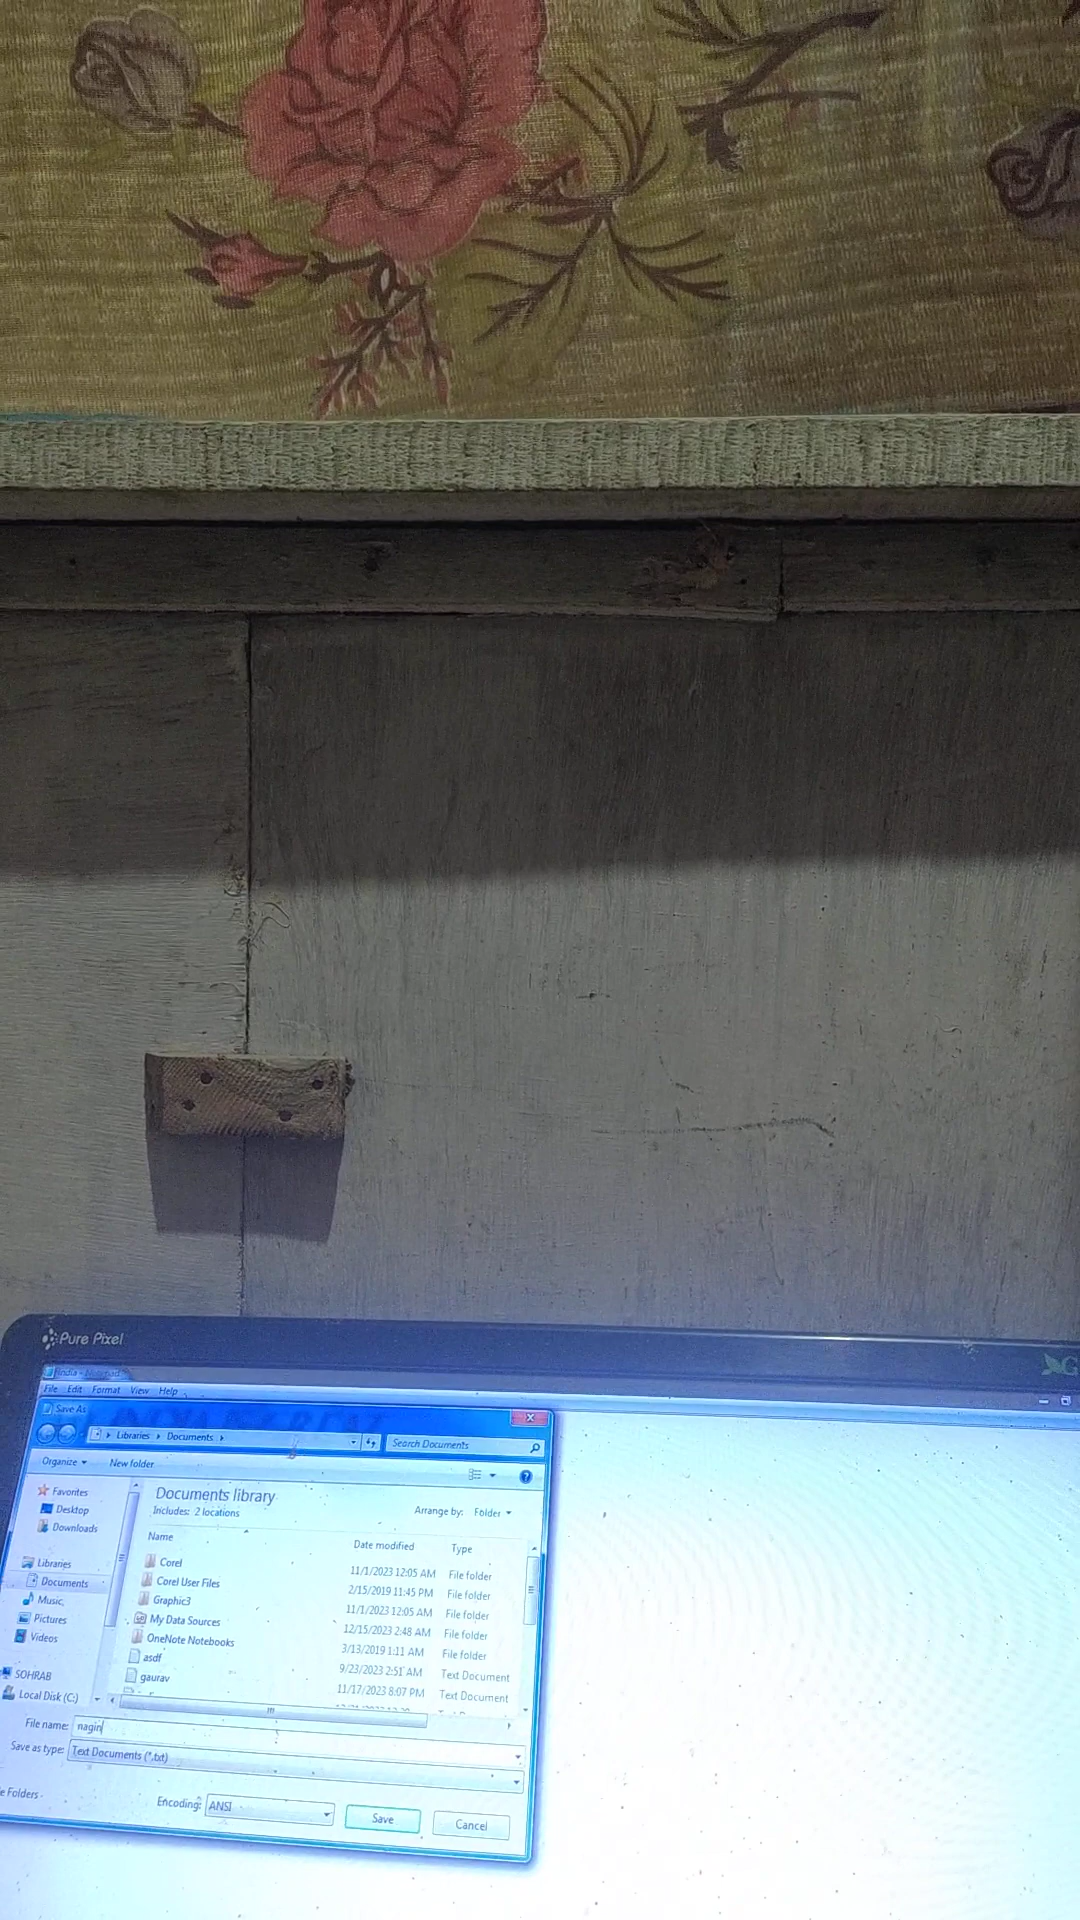 Pure Pixel
G
india - Notepad
File Edit Format View Help
Save As
Libraries Documents
Search Documents
Organize New folder
Favorites
Desktop
Downloads
Libraries
Documents
Music
Pictures
Videos
SOHRAB
Local Disk (C:)
Documents library
Includes: 2 locations
Arrange by: Folder
Name Date modified Type
Corel 11/1/2023 12:05 AM File folder
Corel User Files 2/15/2019 11:45 PM File folder
Graphic3 11/1/2023 12:05 AM File folder
My Data Sources 12/15/2023 2:48 AM File folder
OneNote Notebooks 3/13/2019 1:11 AM File folder
asdf 9/23/2023 2:51 AM Text Document
gaurav 11/17/2023 8:07 PM Text Document
File name: nagin
Save as type: Text Documents (*.txt)
e Folders
Encoding: ANSI
Save Cancel